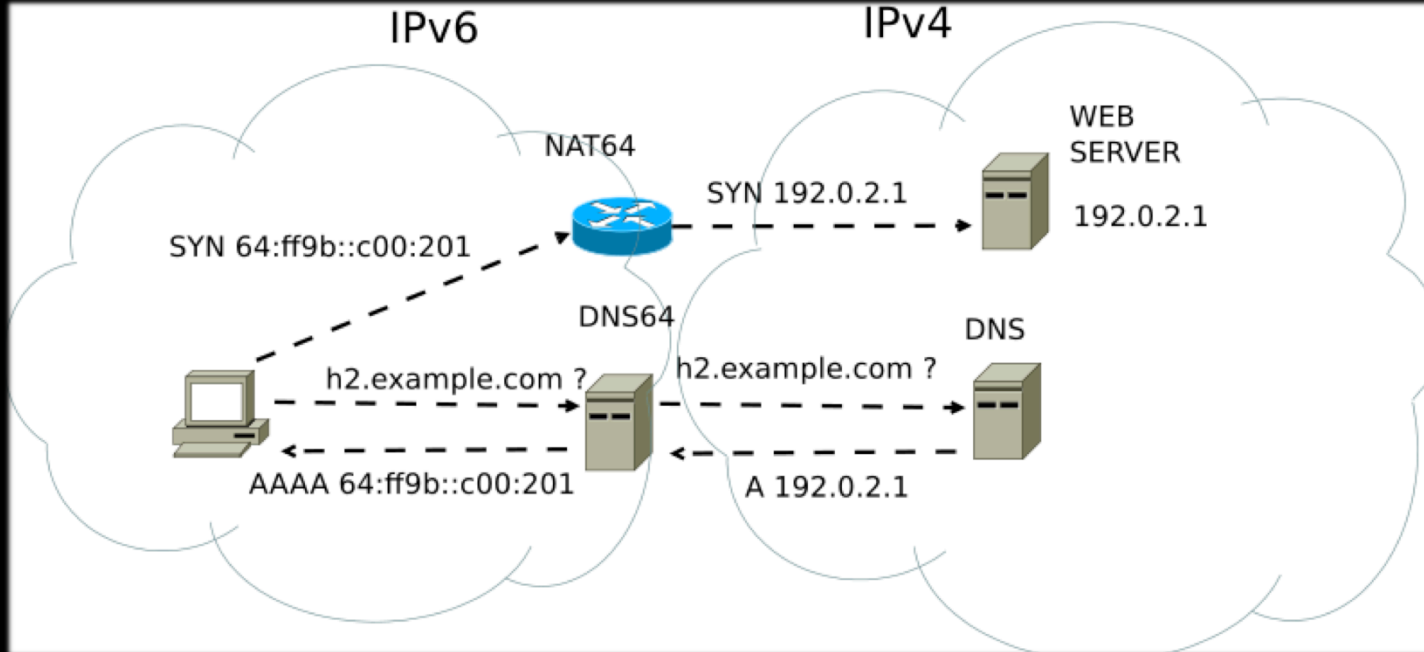 IPv6
IPv4
NAT64
WEB
SERVER
SYN 192.0.2.1
192.0.2.1
SYN 64:ff9b::c00:201
DNS64
DNS
h2.example.com ?
h2.example.com ?
AAAA 64:ff9b::c00:201
A 192.0.2.1